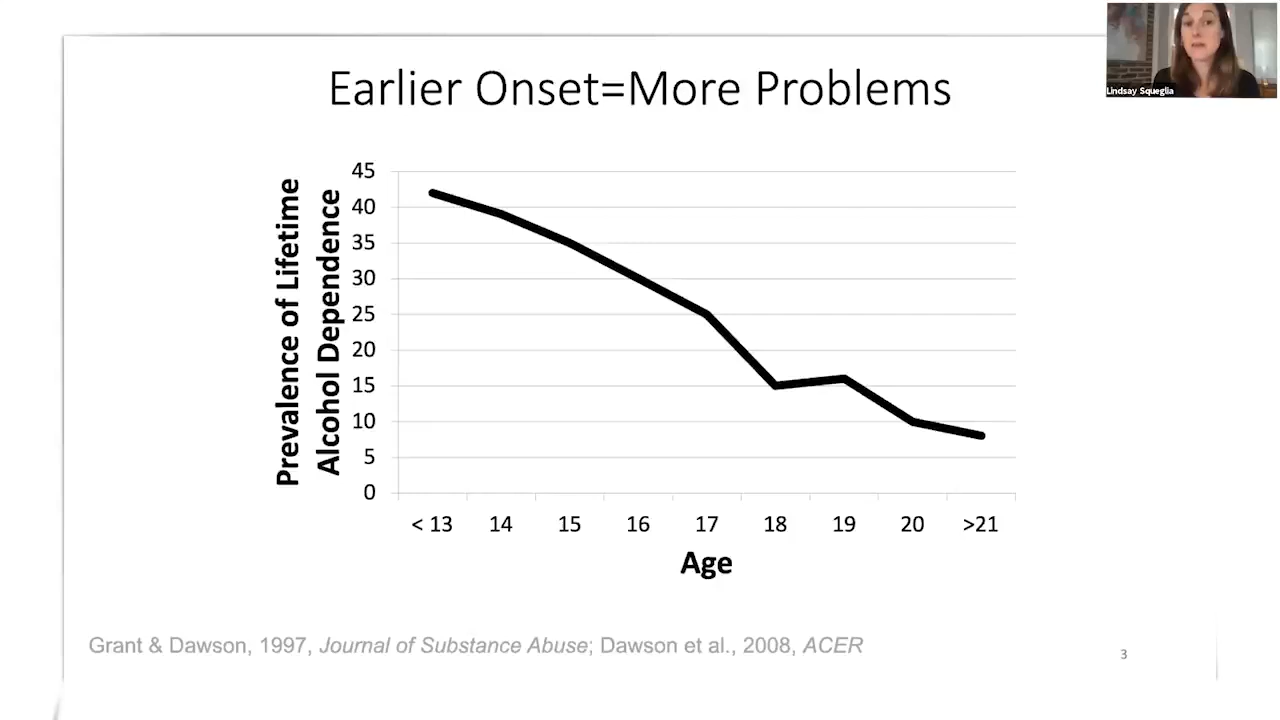 Lindsay Squeglia
Earlier Onset=More Problems
Prevalence of Lifetime
Alcohol Dependence
45
40
35
30
25
20
15
10
5
0
< 13 14 15 16 17 18 19 20 >21
Age
Grant & Dawson, 1997, Journal of Substance Abuse; Dawson et al., 2008, ACER
3